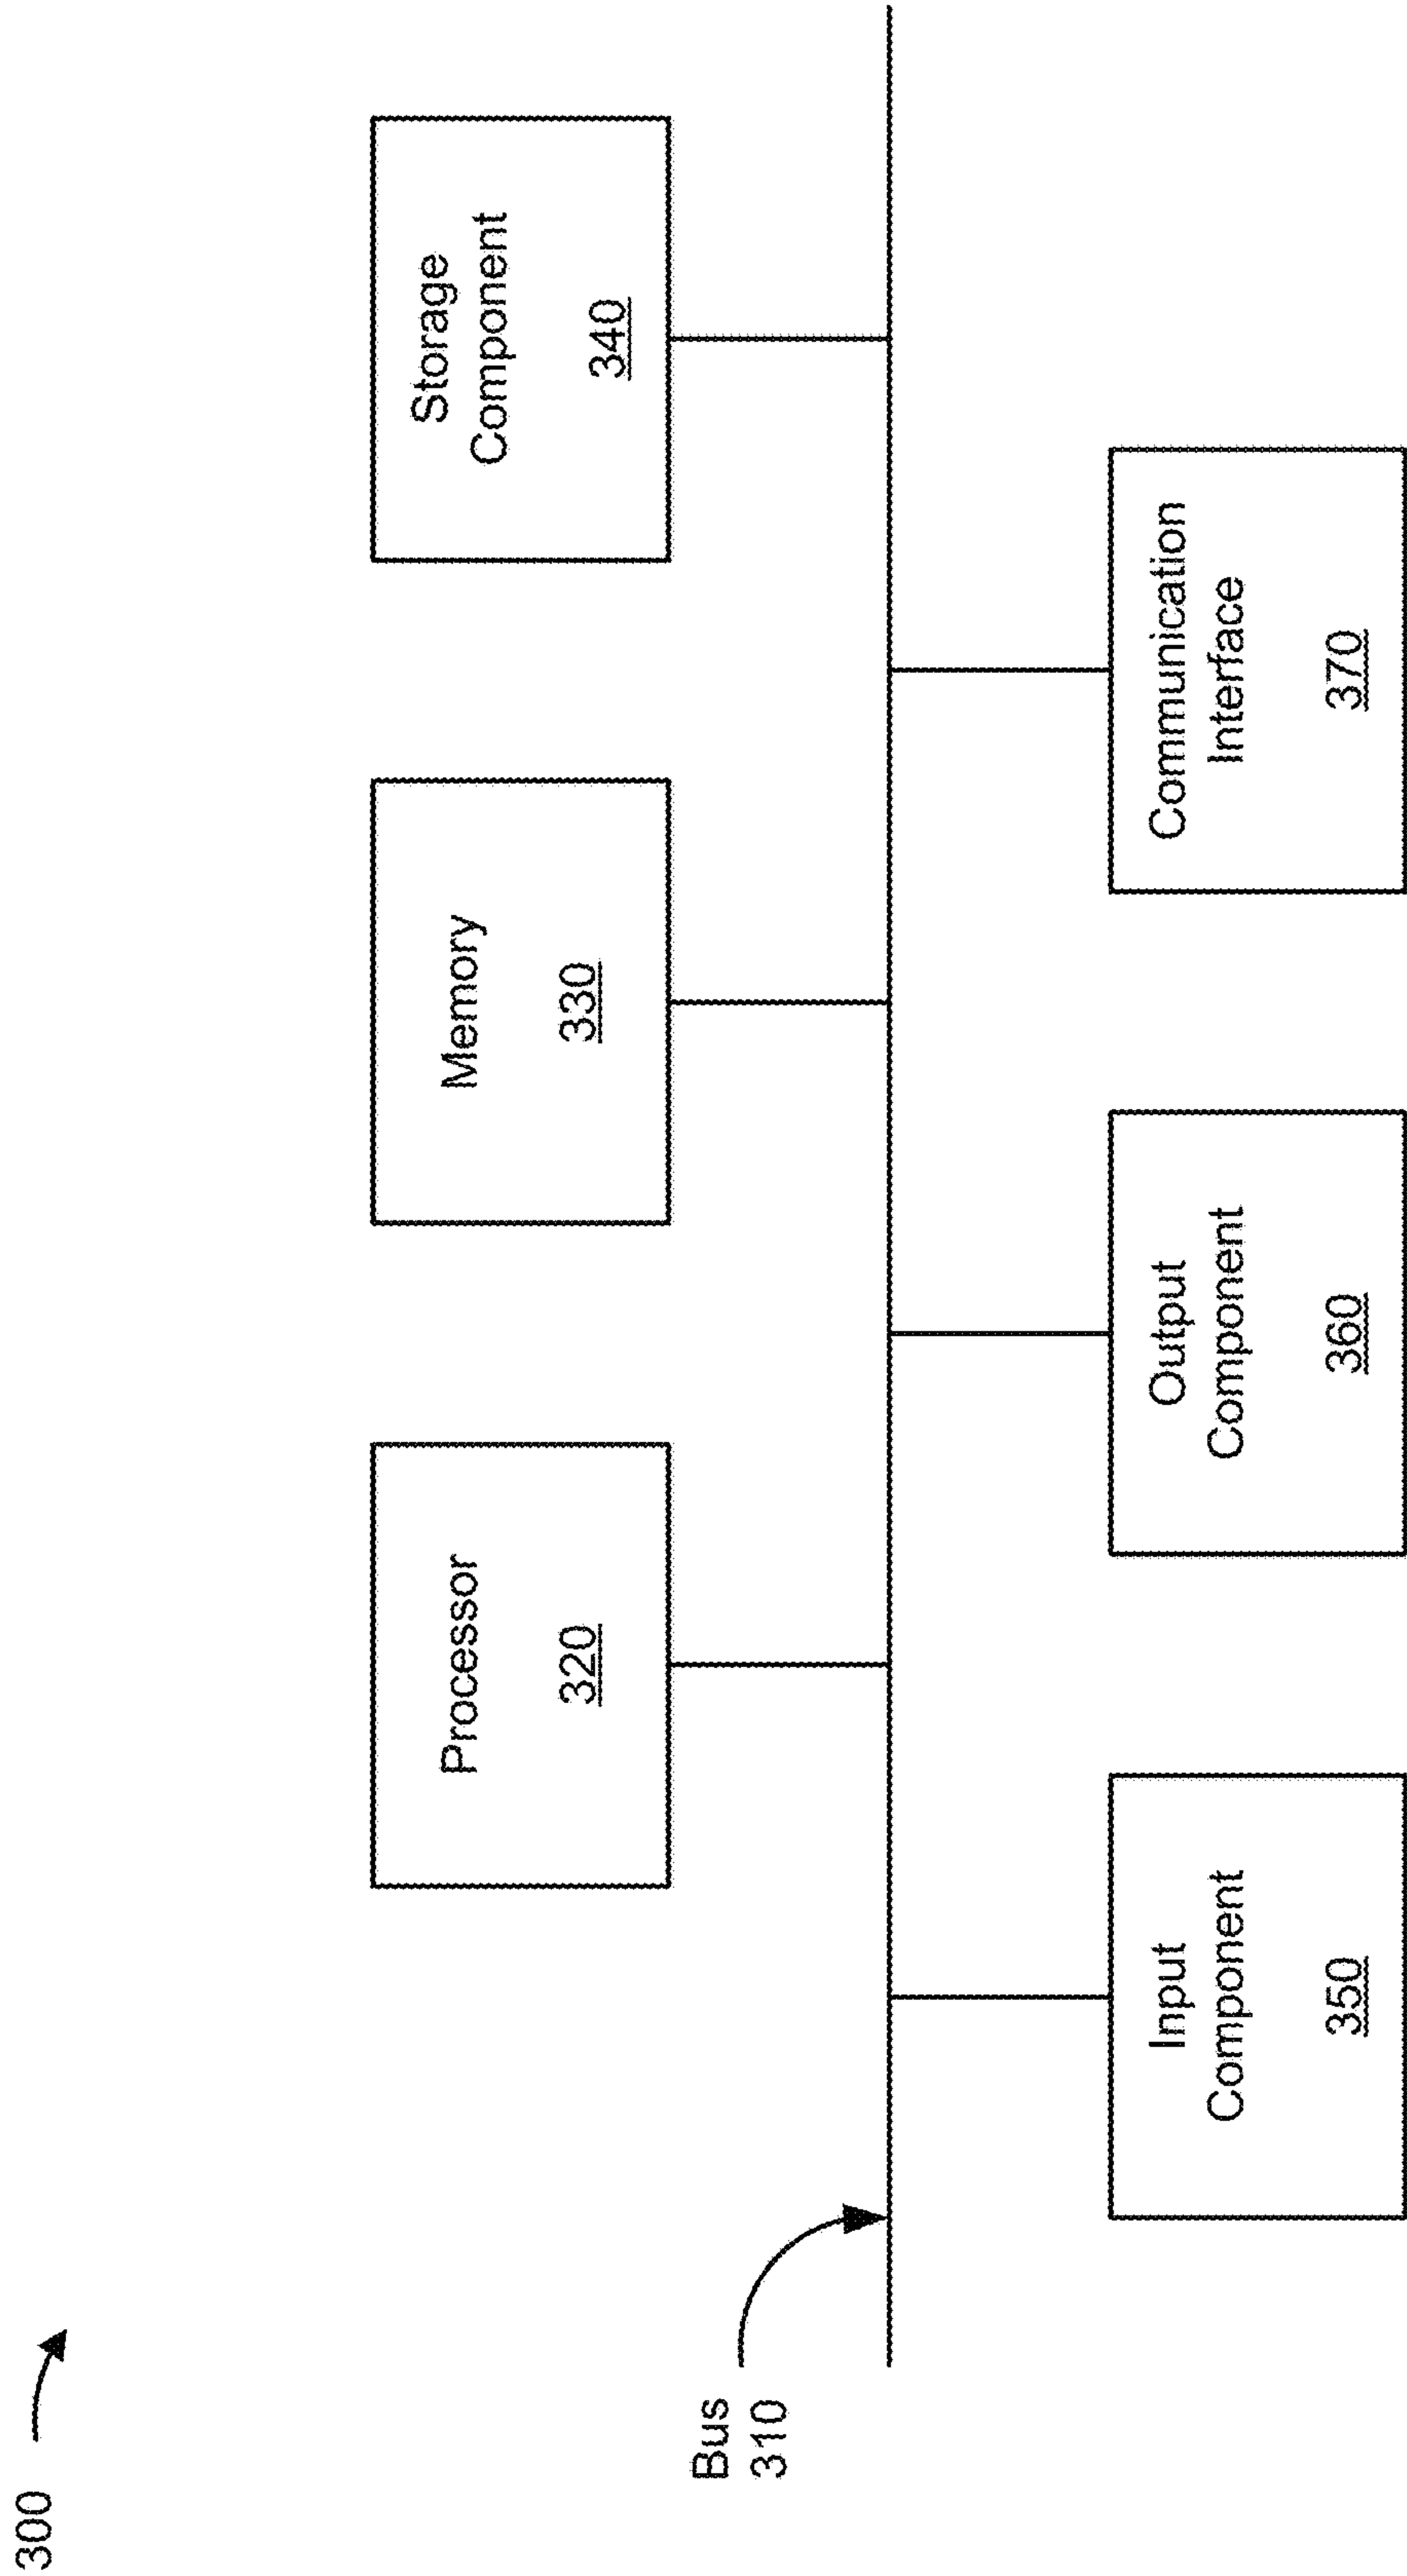 300
Processor
320
Memory
330
Storage
Component
340
Bus
310
Input
Component
350
Output
Component
360
Communication
Interface
370